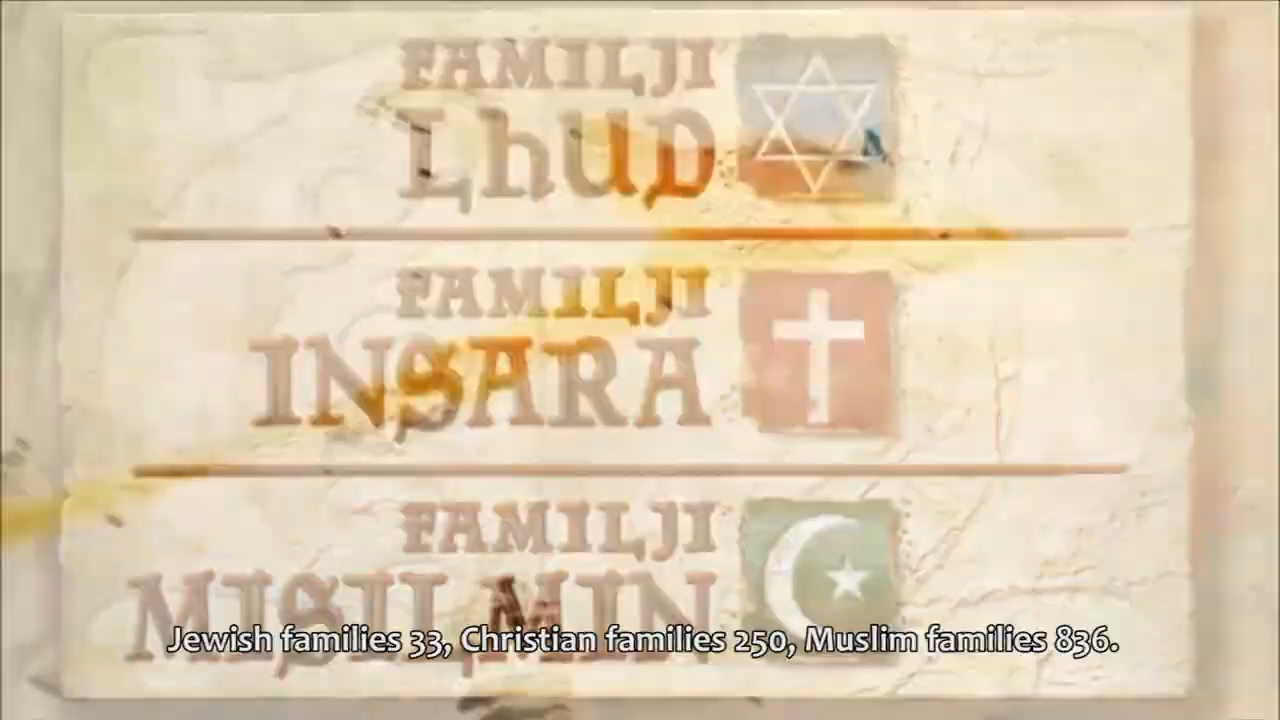 FAMILJI
LhUD
FAMILJI
INSARA
FAMILJI
MISILMIN
Jewish families 33, Christian families 250, Muslim families 836.